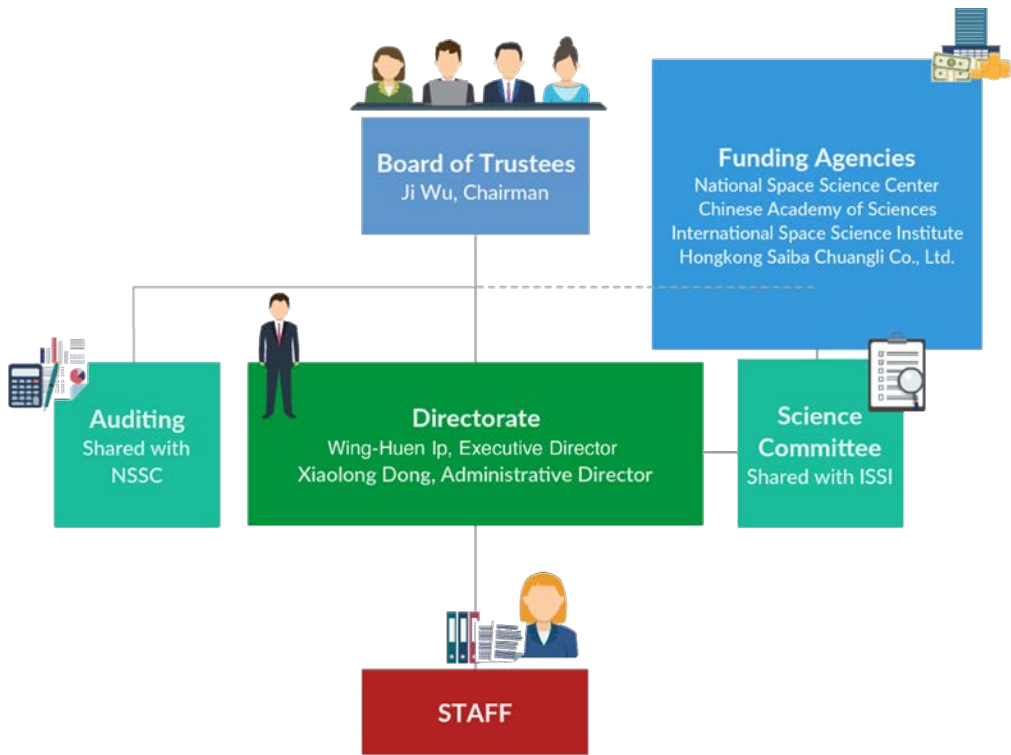 Board of Trustees
Ji Wu, Chairman
Funding Agencies
National Space Science Center
Chinese Academy of Sciences
International Space Science Institute
Hongkong Saiba Chuangli Co., Ltd.
Auditing
Shared with
NSSC
Directorate
Wing-Huen Ip, Executive Director
Xiaolong Dong, Administrative Director
Science
Committee
Shared with ISSI
STAFF